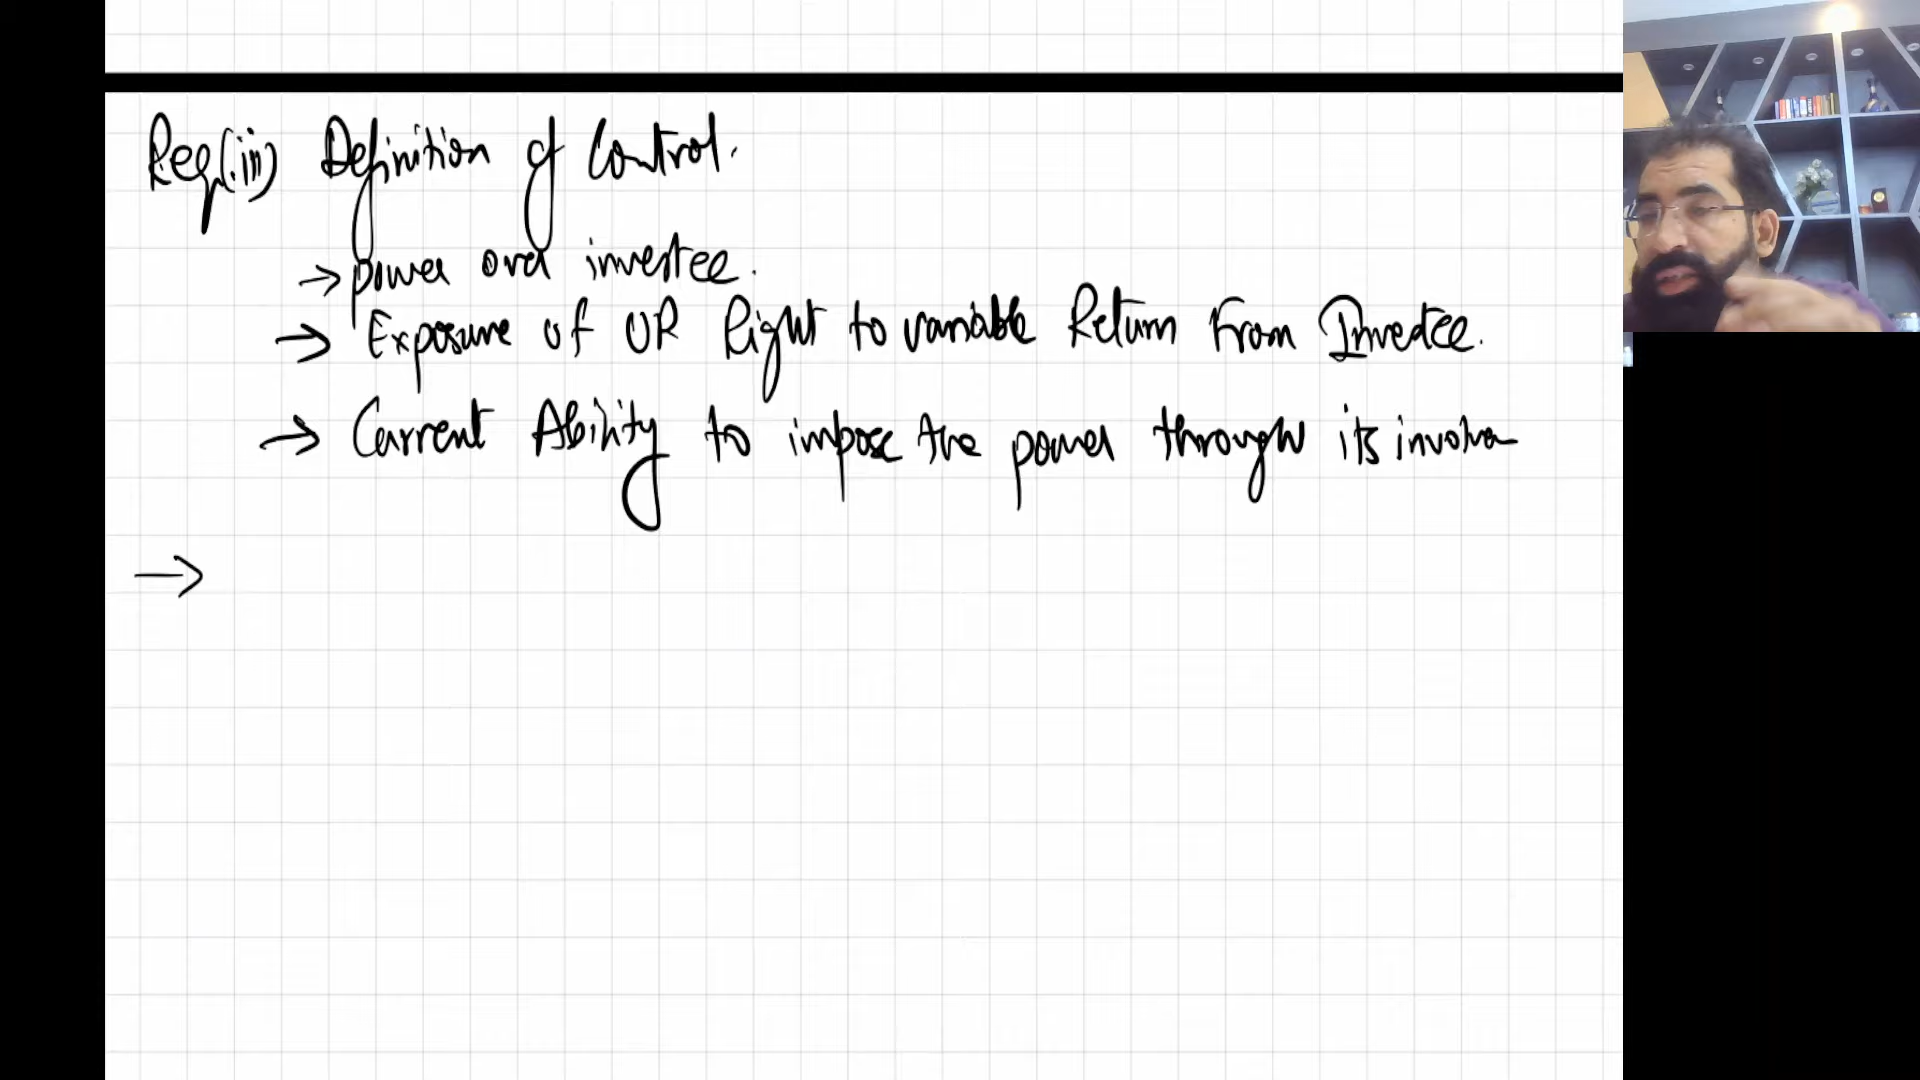 Req(iii) Definition of Control.
→ power over investee.
→ Exposure of OR Right to variable Return From Investee.
→ Current Ability to impose the power through its involve
→